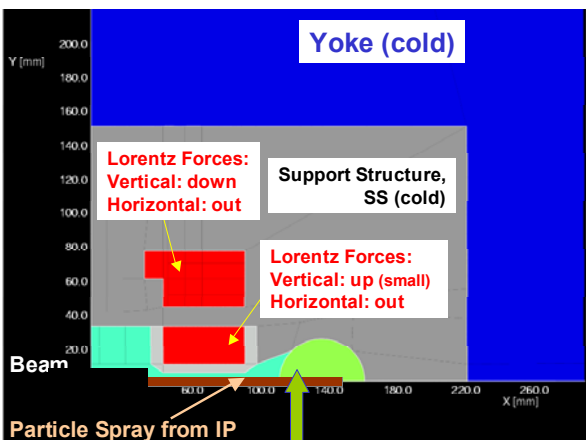 Yoke (cold)
200.0
Y [mm]
180.0
160.0
140.0
120.0
100.0
80.0
60.0
40.0
20.0
Lorentz Forces:
Vertical: down
Horizontal: out
Support Structure,
SS (cold)
Lorentz Forces:
Vertical: up (small)
Horizontal: out
Beam
60.0 100.0 140.0 180.0 220.0 260.0
X [mm]
Particle Spray from IP